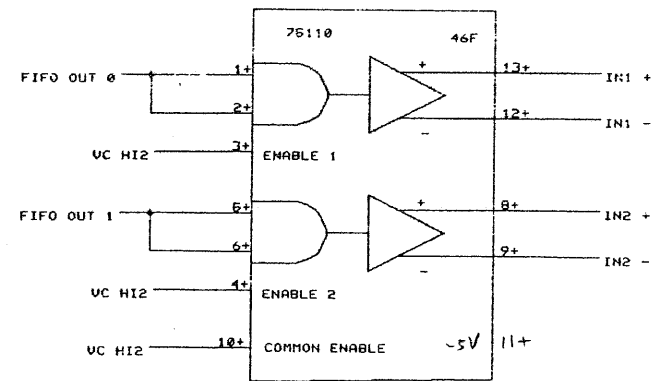 75110 46F
FIFO OUT 0 1+ + 13+ IN1 +
2+ - 12+ IN1 -
VC HI2 3+ ENABLE 1
FIFO OUT 1 5+ + 8+ IN2 +
6+ - 9+ IN2 -
VC HI2 4+ ENABLE 2
VC HI2 10+ COMMON ENABLE -5V 11+